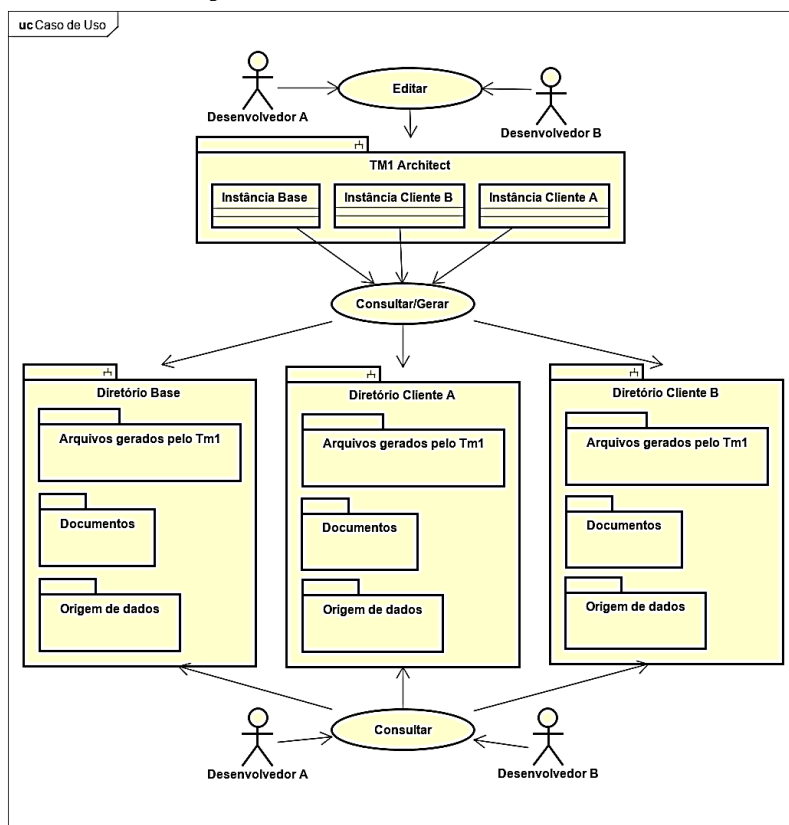 uc Caso de Uso
Editar
Desenvolvedor A
Desenvolvedor B
TM1 Architect
Instância Base
Instância Cliente B
Instância Cliente A
Consultar/Gerar
Diretório Base
Diretório Cliente A
Diretório Cliente B
Arquivos gerados pelo Tm1
Arquivos gerados pelo Tm1
Arquivos gerados pelo Tm1
Documentos
Documentos
Documentos
Origem de dados
Origem de dados
Origem de dados
Consultar
Desenvolvedor A
Desenvolvedor B